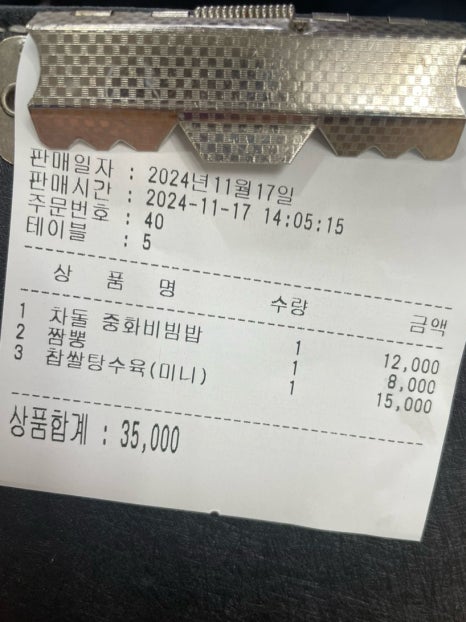 판매일자 : 2024년11월17일
판매시간 : 2024-11-17 14:05:15
주문번호 : 40
테이블 : 5
상 품 명 수량 금액
1 차돌 중화비빔밥 1 12,000
2 짬뽕 1 8,000
3 찹쌀탕수육(미니) 1 15,000
상품합계 : 35,000